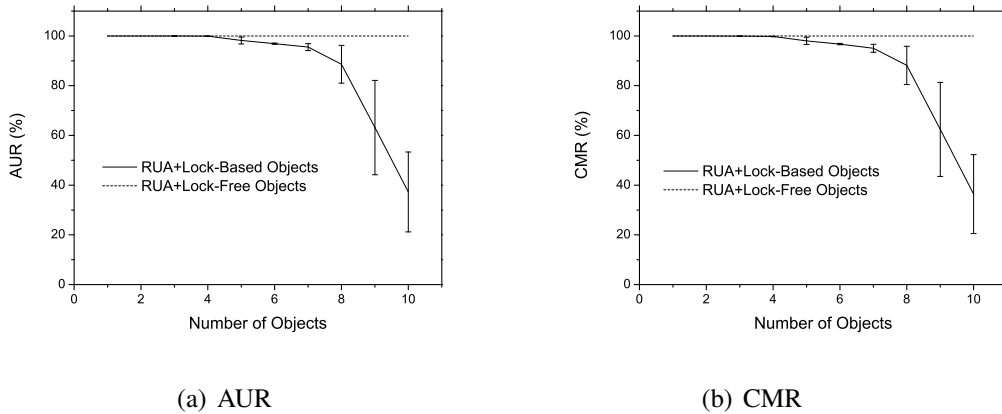 100
80
60
40
20
0
AUR (%)
RUA+Lock-Based Objects
RUA+Lock-Free Objects
0 2 4 6 8 10
Number of Objects
(a) AUR
100
80
60
40
20
0
CMR (%)
RUA+Lock-Based Objects
RUA+Lock-Free Objects
0 2 4 6 8 10
Number of Objects
(b) CMR